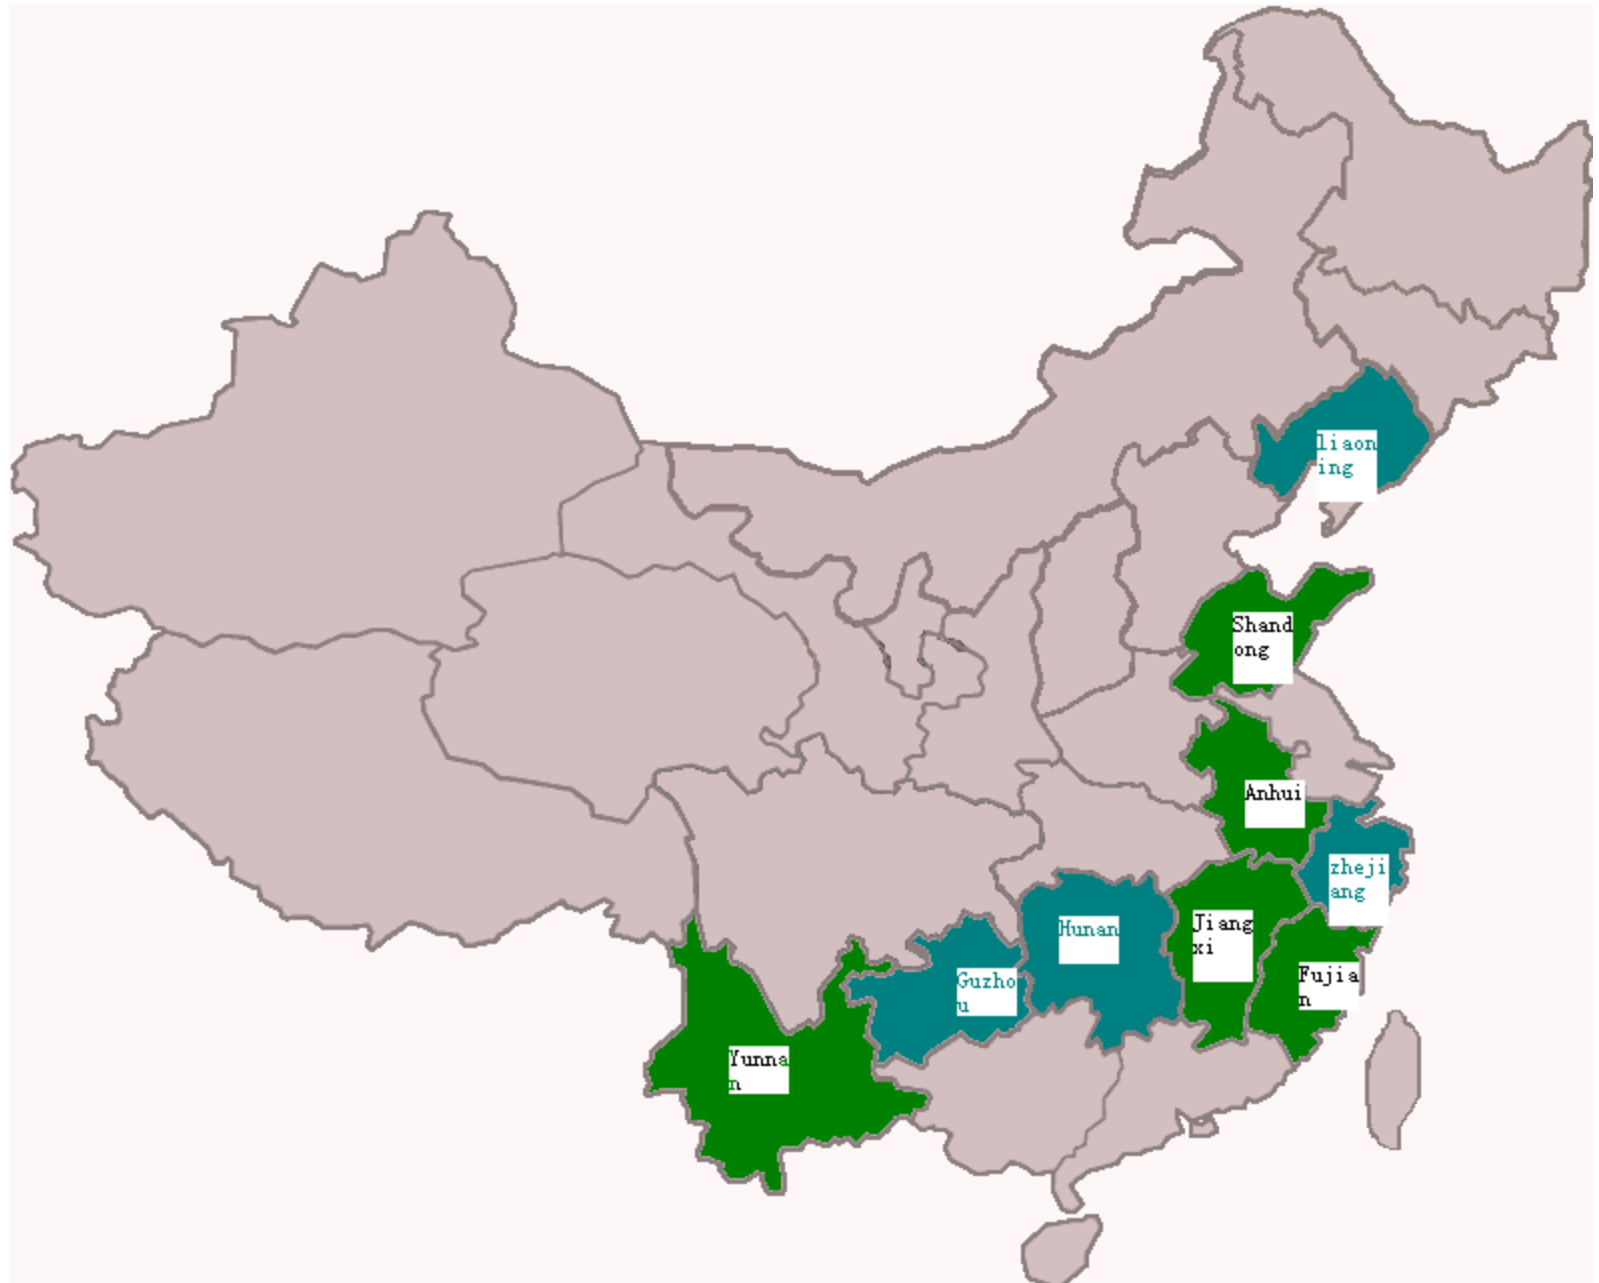 liaon
ing
Shand
ong
Anhui
zheji
ang
Hunan
Jiang
xi
Guzho
u
Fujia
n
Yunna
n